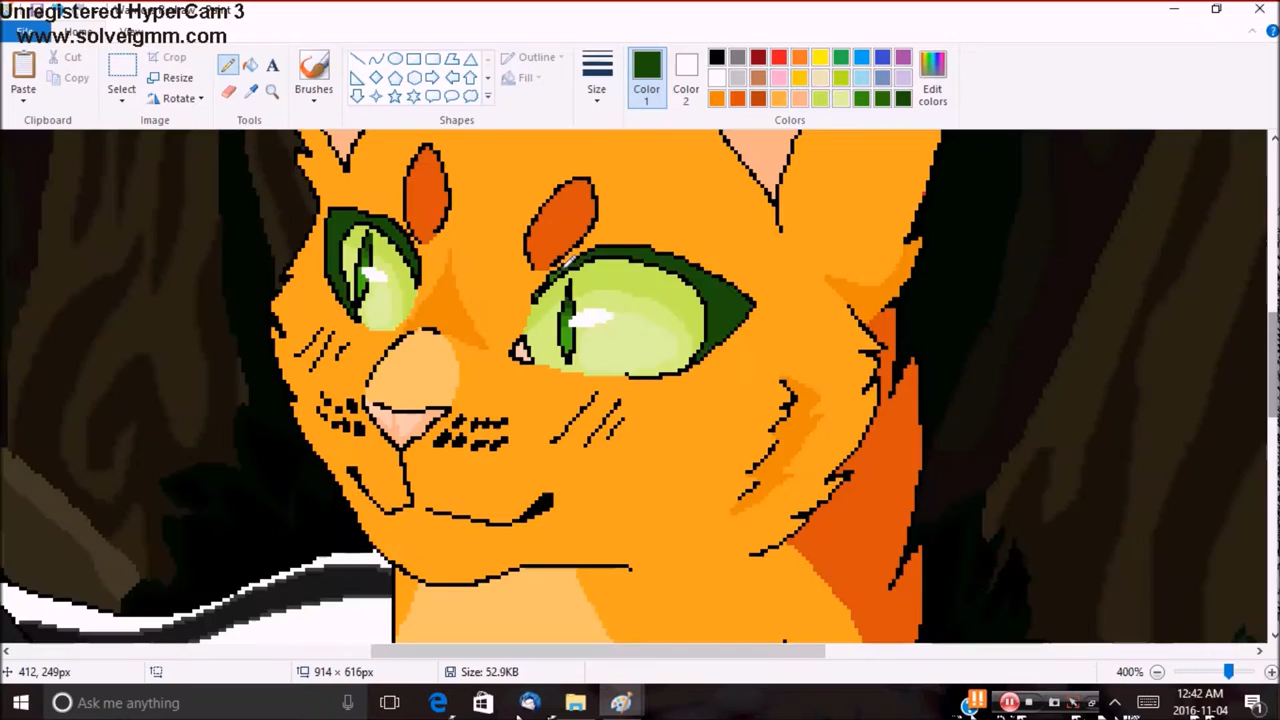 Unregistered HyperCam 3
www.solveigmm.com
Cut
Copy
Paste
Clipboard
Crop
Resize
Select
Rotate
Image
Tools
Brushes
Outline
Fill
Shapes
Size
Color 1
Color 2
Edit colors
Colors
412, 249px
914 × 616px
Size: 52.9KB
400%
Ask me anything
12:42 AM
2016-11-04